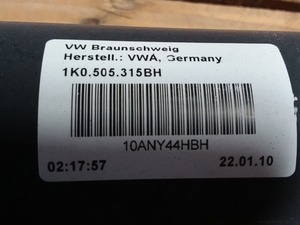 VW Braunschweig
Herstell.: VWA, Germany
1K0.505.315BH
10ANY44HBH
02:17:57 22.01.10